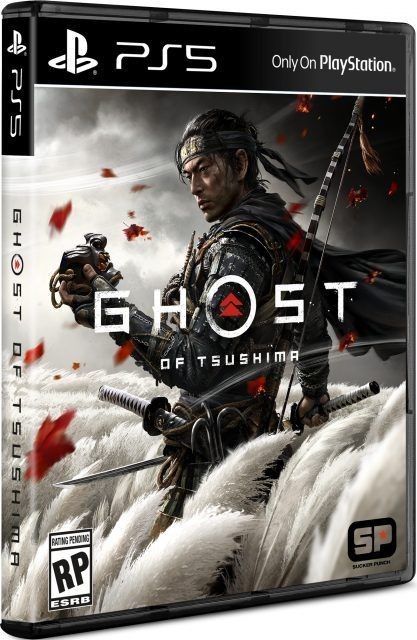 PS5
Only On PlayStation®
PS5
GHOST OF TSUSHIMA
GHOST
OF TSUSHIMA
RATING PENDING
RP
ESRB
SP
SUCKER PUNCH